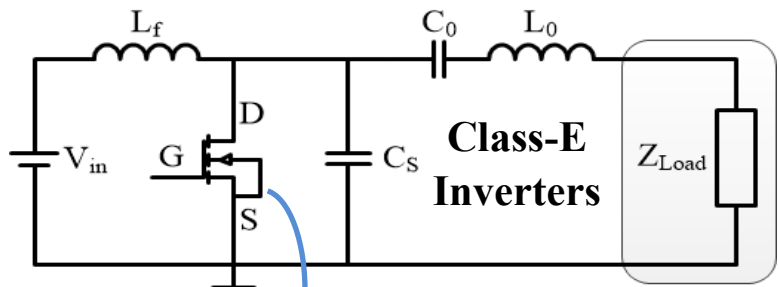 L_f
C_0
L_0
D
V_in
G
C_S
Class-E
Inverters
Z_Load
S